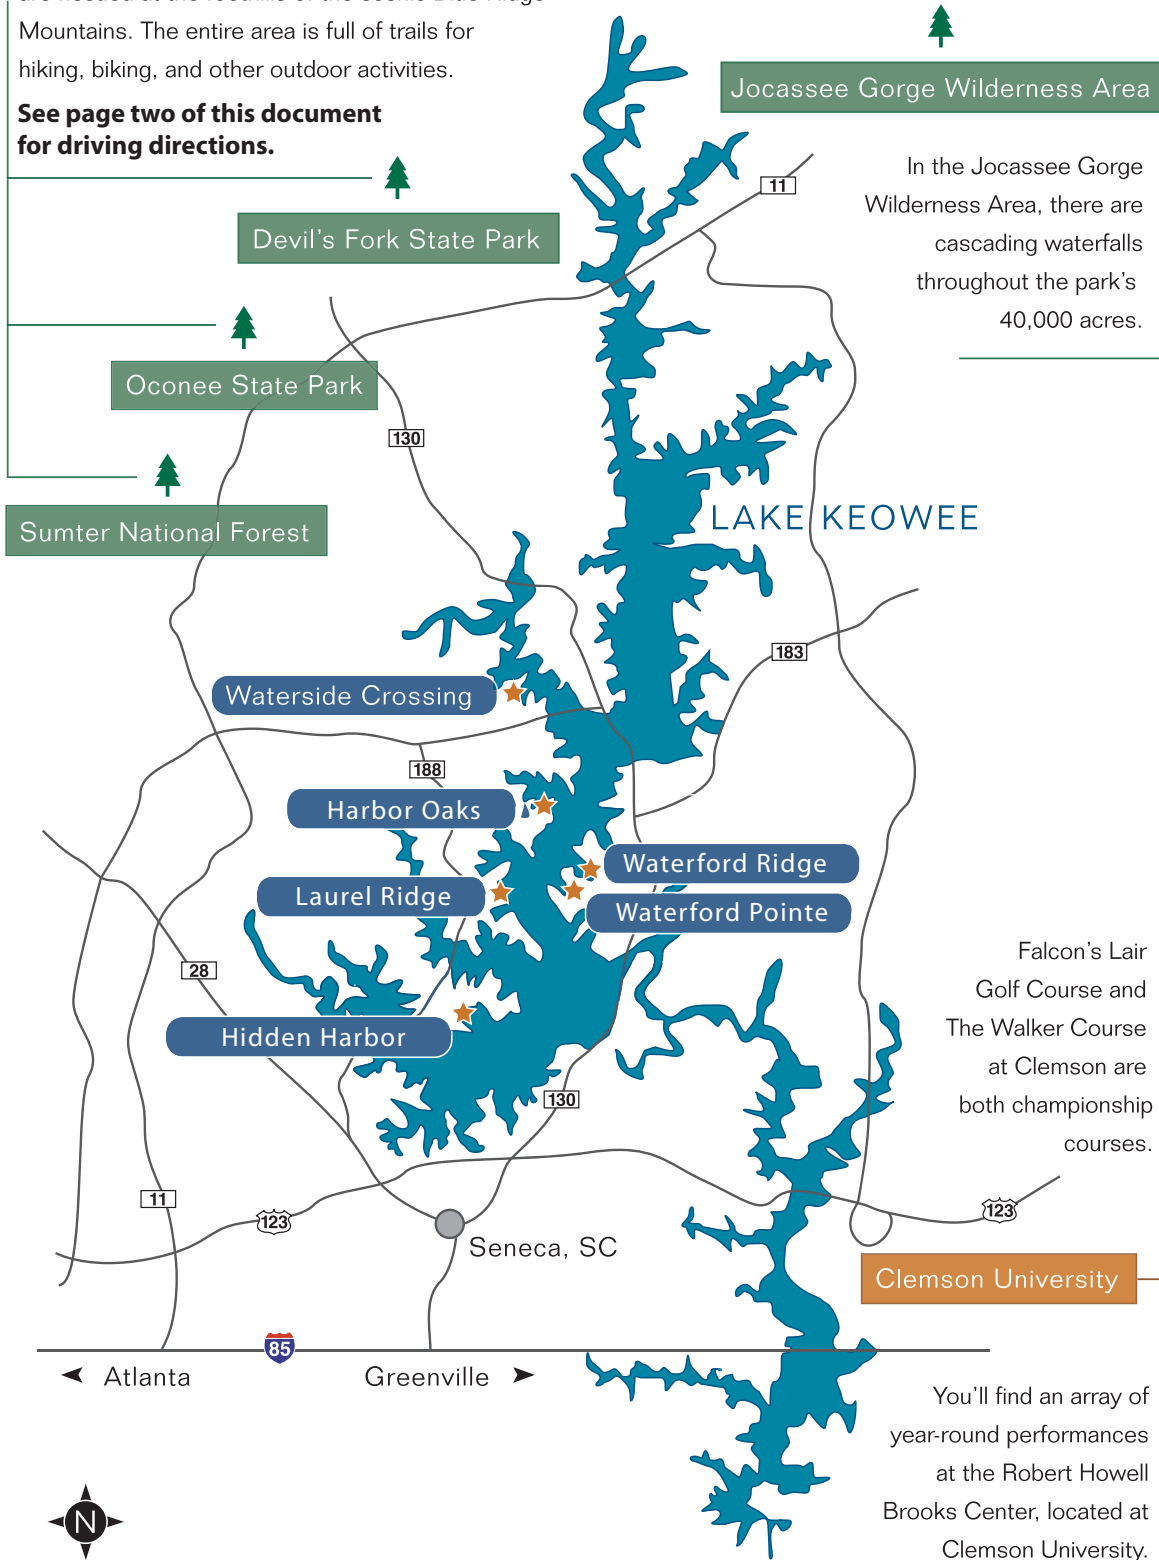 Mountains. The entire area is full of trails for
hiking, biking, and other outdoor activities.
See page two of this document
for driving directions.
Jocassee Gorge Wilderness Area
In the Jocassee Gorge
Wilderness Area, there are
cascading waterfalls
throughout the park's
40,000 acres.
11
Devil's Fork State Park
Oconee State Park
130
Sumter National Forest
LAKE KEOWEE
183
Waterside Crossing
188
Harbor Oaks
Waterford Ridge
Laurel Ridge
Waterford Pointe
28
Hidden Harbor
Falcon's Lair
Golf Course and
The Walker Course
at Clemson are
both championship
courses.
130
11
123
123
Seneca, SC
Clemson University
85
Atlanta
Greenville
You'll find an array of
year-round performances
at the Robert Howell
Brooks Center, located at
Clemson University.
N